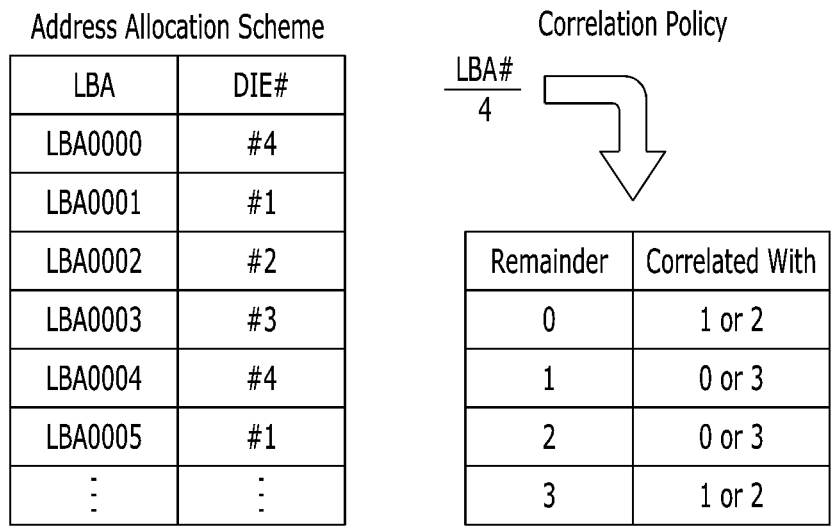 Address Allocation Scheme
LBA DIE#
LBA0000 #4
LBA0001 #1
LBA0002 #2
LBA0003 #3
LBA0004 #4
LBA0005 #1
⋮ ⋮
Correlation Policy
LBA#
4
Remainder Correlated With
0 1 or 2
1 0 or 3
2 0 or 3
3 1 or 2